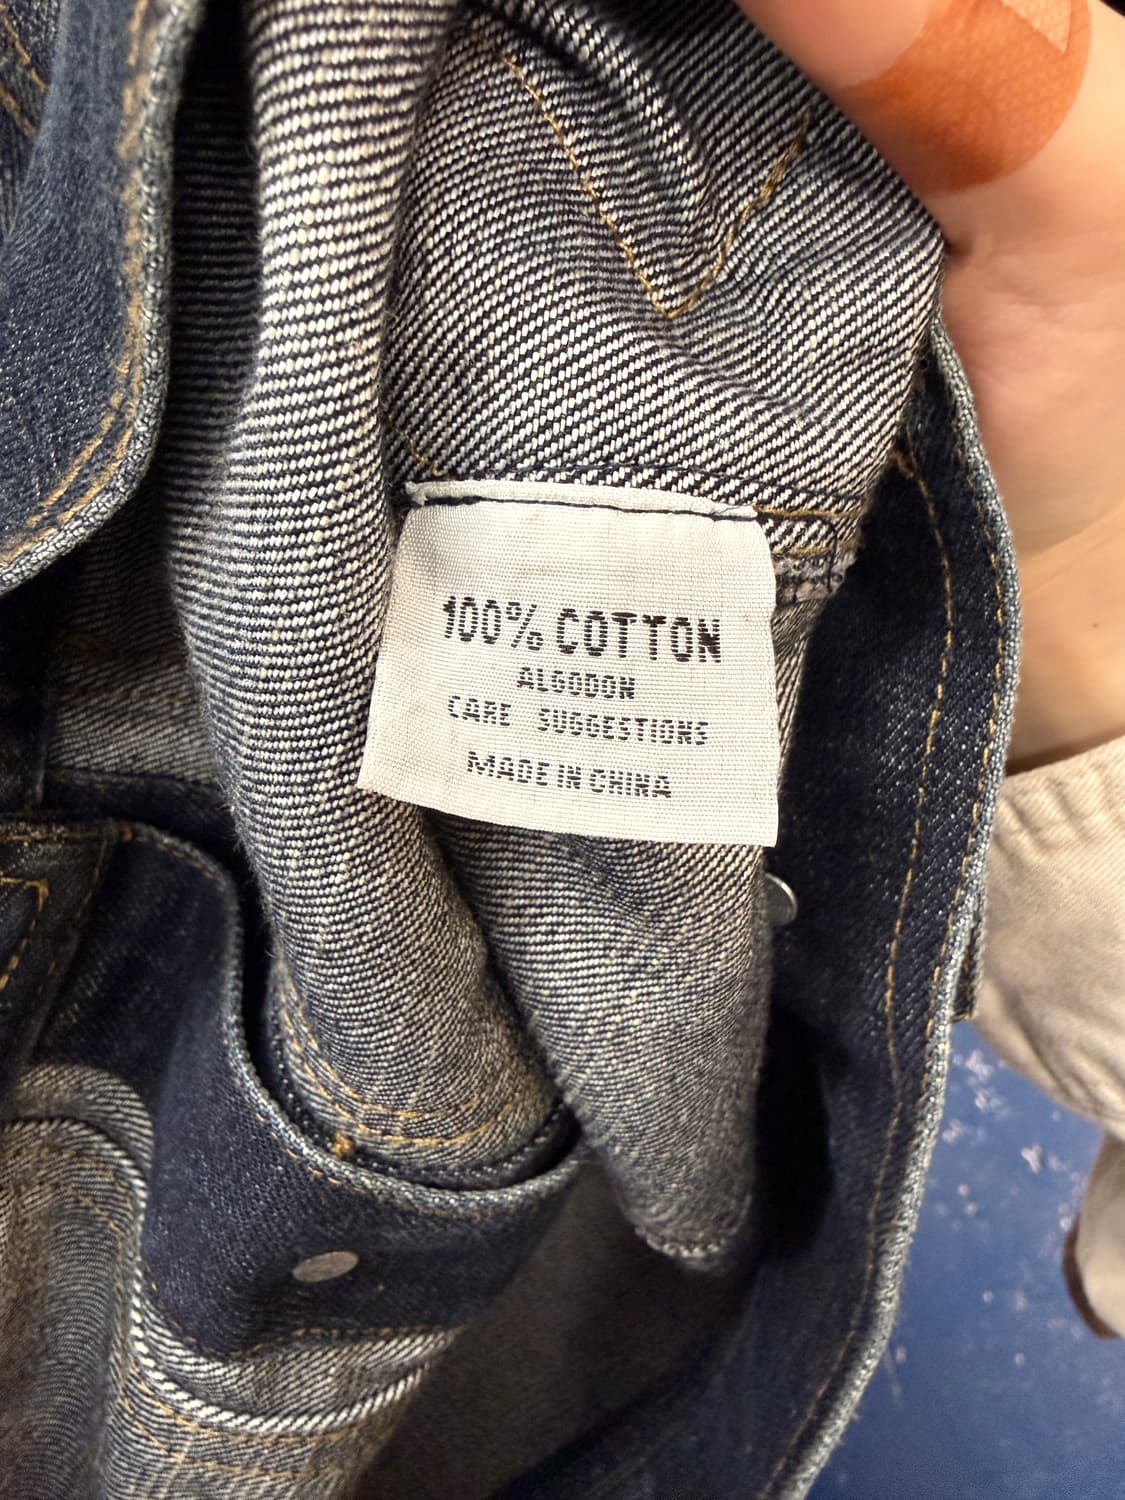 100% COTTON
ALGODON
CARE SUGGESTIONS
MADE IN CHINA